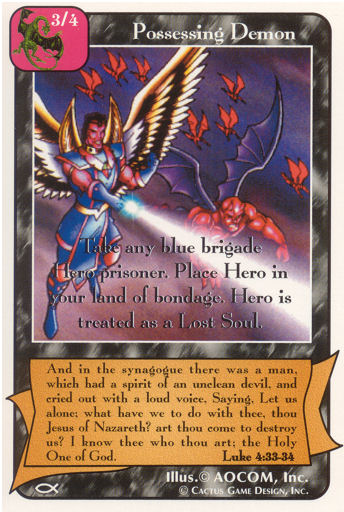 3/4
Possessing Demon
Take any blue brigade
Hero prisoner. Place Hero in
your land of bondage. Hero is
treated as a Lost Soul.
And in the synagogue there was a man,
which had a spirit of an unclean devil, and
cried out with a loud voice, Saying, Let us
alone; what have we to do with thee, thou
Jesus of Nazareth? art thou come to destroy
us? I know thee who thou art; the Holy
One of God. Luke 4:33-34
Illus.© AOCOM, Inc.
© Cactus Game Design, Inc.